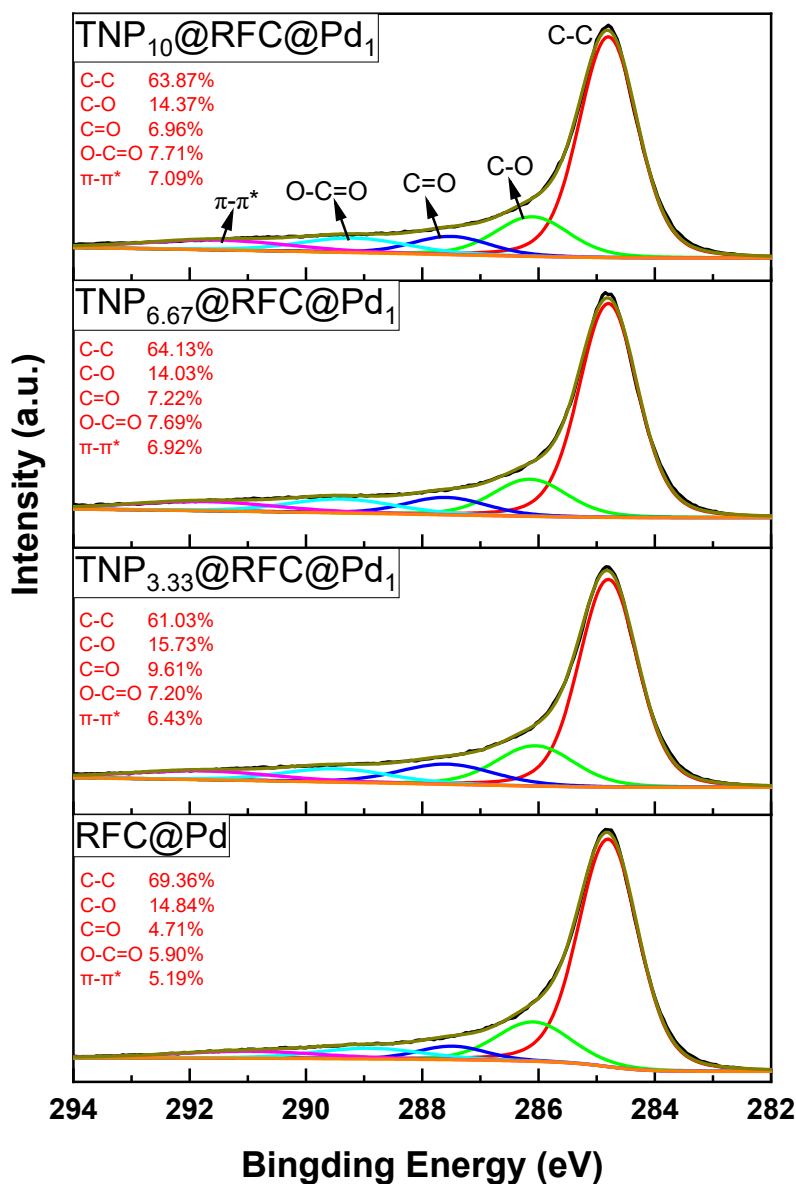 TNP₁₀@RFC@Pd₁
C-C 63.87%
C-O 14.37%
C=O 6.96%
O-C=O 7.71%
π-π* 7.09%
π-π*
O-C=O
C=O
C-O
C-C
TNP₆.₆₇@RFC@Pd₁
C-C 64.13%
C-O 14.03%
C=O 7.22%
O-C=O 7.69%
π-π* 6.92%
TNP₃.₃₃@RFC@Pd₁
C-C 61.03%
C-O 15.73%
C=O 9.61%
O-C=O 7.20%
π-π* 6.43%
RFC@Pd
C-C 69.36%
C-O 14.84%
C=O 4.71%
O-C=O 5.90%
π-π* 5.19%
Intensity (a.u.)
294 292 290 288 286 284 282
Bingding Energy (eV)